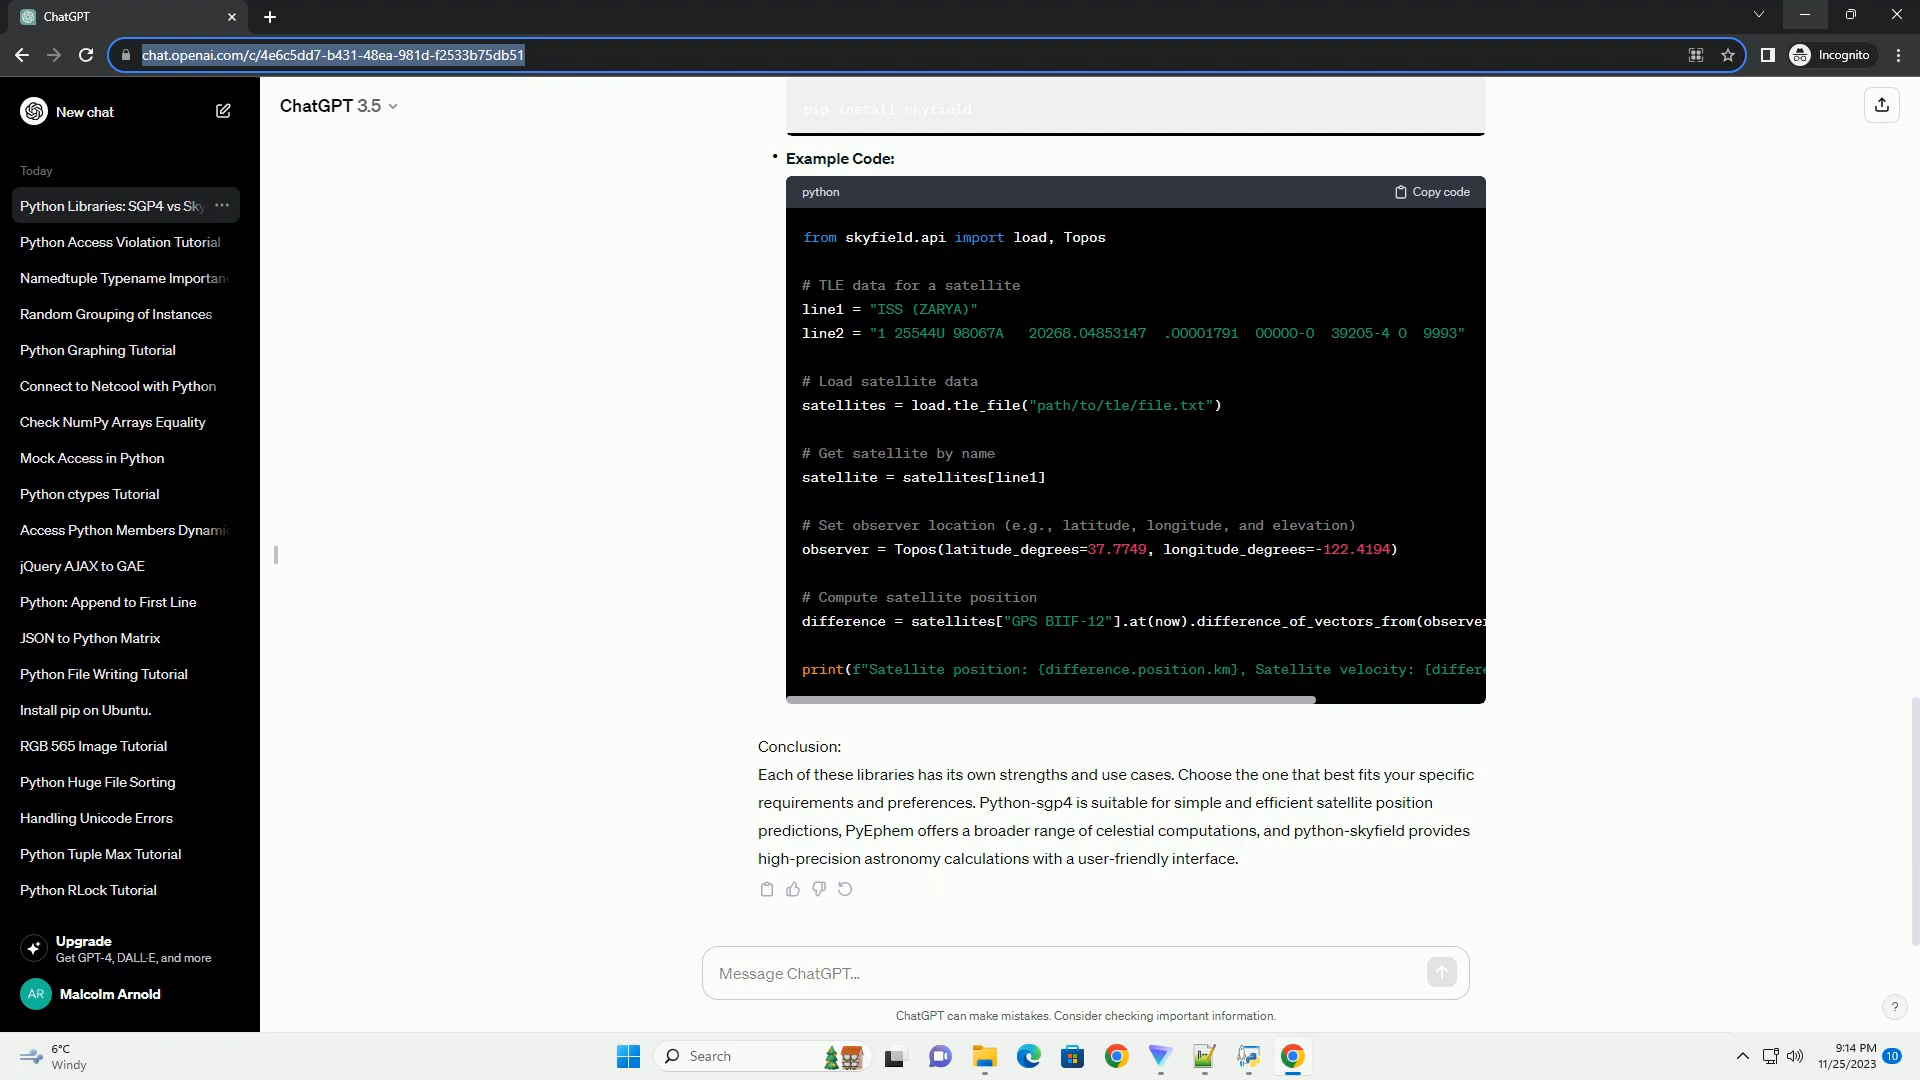 ChatGPT
chat.openai.com/c/4e6c5dd7-b431-48ea-981d-f2533b75db51
Incognito
New chat
ChatGPT 3.5
Today
Python Libraries: SGP4 vs Sky
Python Access Violation Tutorial
Namedtuple Typename Importan
Random Grouping of Instances
Python Graphing Tutorial
Connect to Netcool with Python
Check NumPy Arrays Equality
Mock Access in Python
Python ctypes Tutorial
Access Python Members Dynami
jQuery AJAX to GAE
Python: Append to First Line
JSON to Python Matrix
Python File Writing Tutorial
Install pip on Ubuntu.
RGB 565 Image Tutorial
Python Huge File Sorting
Handling Unicode Errors
Python Tuple Max Tutorial
Python RLock Tutorial
Upgrade
Get GPT-4, DALL·E, and more
AR Malcolm Arnold
pip install skyfield
• Example Code:
python Copy code
from skyfield.api import load, Topos
# TLE data for a satellite
line1 = "ISS (ZARYA)"
line2 = "1 25544U 98067A   20268.04853147  .00001791  00000-0  39205-4 0  9993"
# Load satellite data
satellites = load.tle_file("path/to/tle/file.txt")
# Get satellite by name
satellite = satellites[line1]
# Set observer location (e.g., latitude, longitude, and elevation)
observer = Topos(latitude_degrees=37.7749, longitude_degrees=-122.4194)
# Compute satellite position
difference = satellites["GPS BIIF-12"].at(now).difference_of_vectors_from(observer
print(f"Satellite position: {difference.position.km}, Satellite velocity: {differe
Conclusion:
Each of these libraries has its own strengths and use cases. Choose the one that best fits your specific
requirements and preferences. Python-sgp4 is suitable for simple and efficient satellite position
predictions, PyEphem offers a broader range of celestial computations, and python-skyfield provides
high-precision astronomy calculations with a user-friendly interface.
Message ChatGPT...
ChatGPT can make mistakes. Consider checking important information.
?
6°C
Windy
Search
9:14 PM
11/25/2023
10